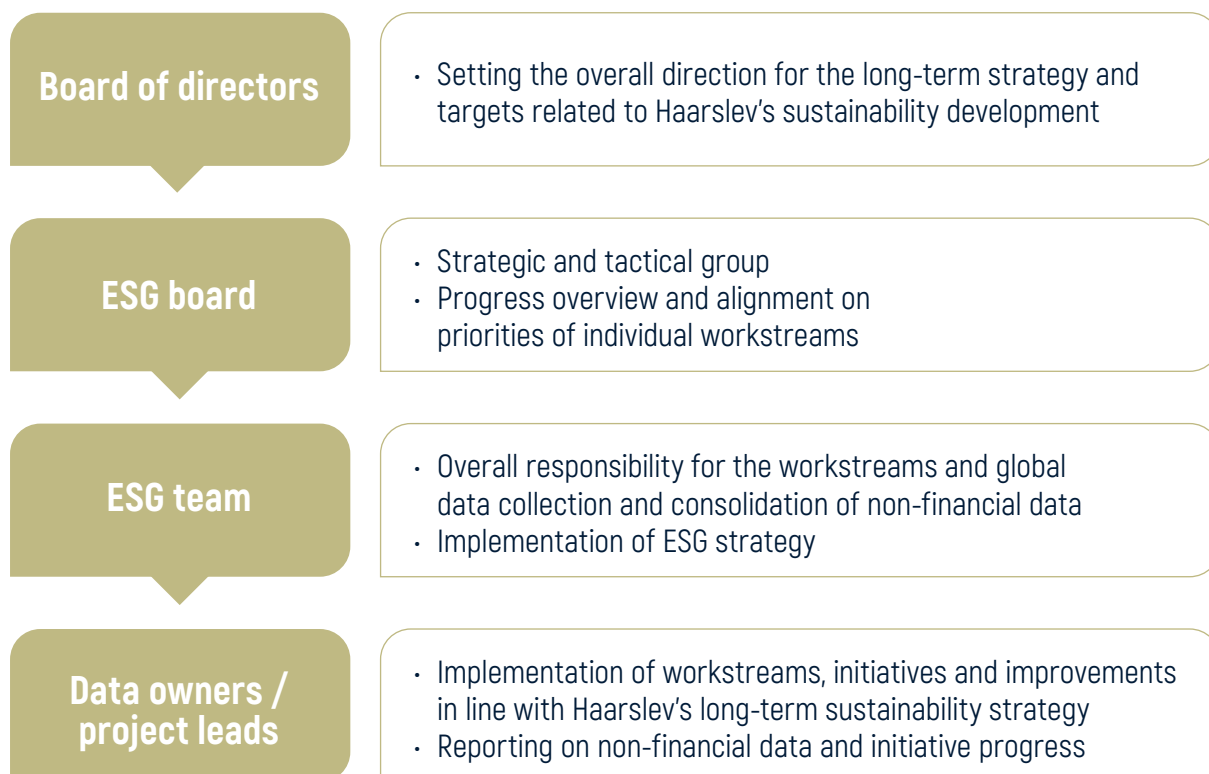 Board of directors
• Setting the overall direction for the long-term strategy and
targets related to Haarslev’s sustainability development
ESG board
• Strategic and tactical group
• Progress overview and alignment on
priorities of individual workstreams
ESG team
• Overall responsibility for the workstreams and global
data collection and consolidation of non-financial data
• Implementation of ESG strategy
Data owners /
project leads
• Implementation of workstreams, initiatives and improvements
in line with Haarslev’s long-term sustainability strategy
• Reporting on non-financial data and initiative progress